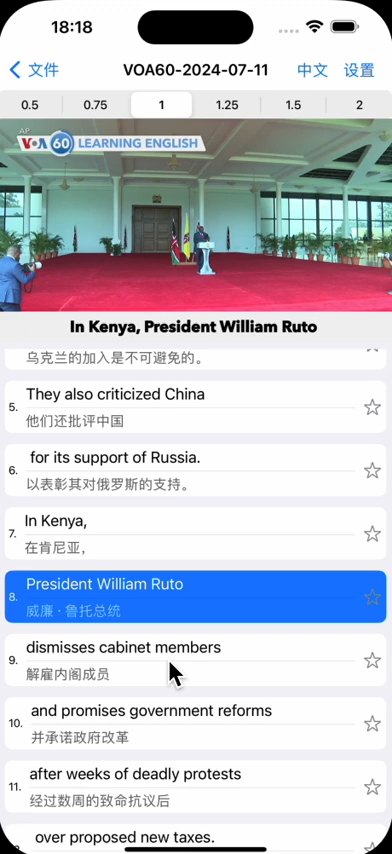 18:18
文件
VOA60-2024-07-11
中文
设置
0.5
0.75
1
1.25
1.5
2
AP
VOA 60 LEARNING ENGLISH
In Kenya, President William Ruto
乌克兰的加入是不可避免的。
5.
They also criticized China
他们还批评中国
6.
for its support of Russia.
以表彰其对俄罗斯的支持。
7.
In Kenya,
在肯尼亚，
8.
President William Ruto
威廉·鲁托总统
9.
dismisses cabinet members
解雇内阁成员
10.
and promises government reforms
并承诺政府改革
11.
after weeks of deadly protests
经过数周的致命抗议后
over proposed new taxes.